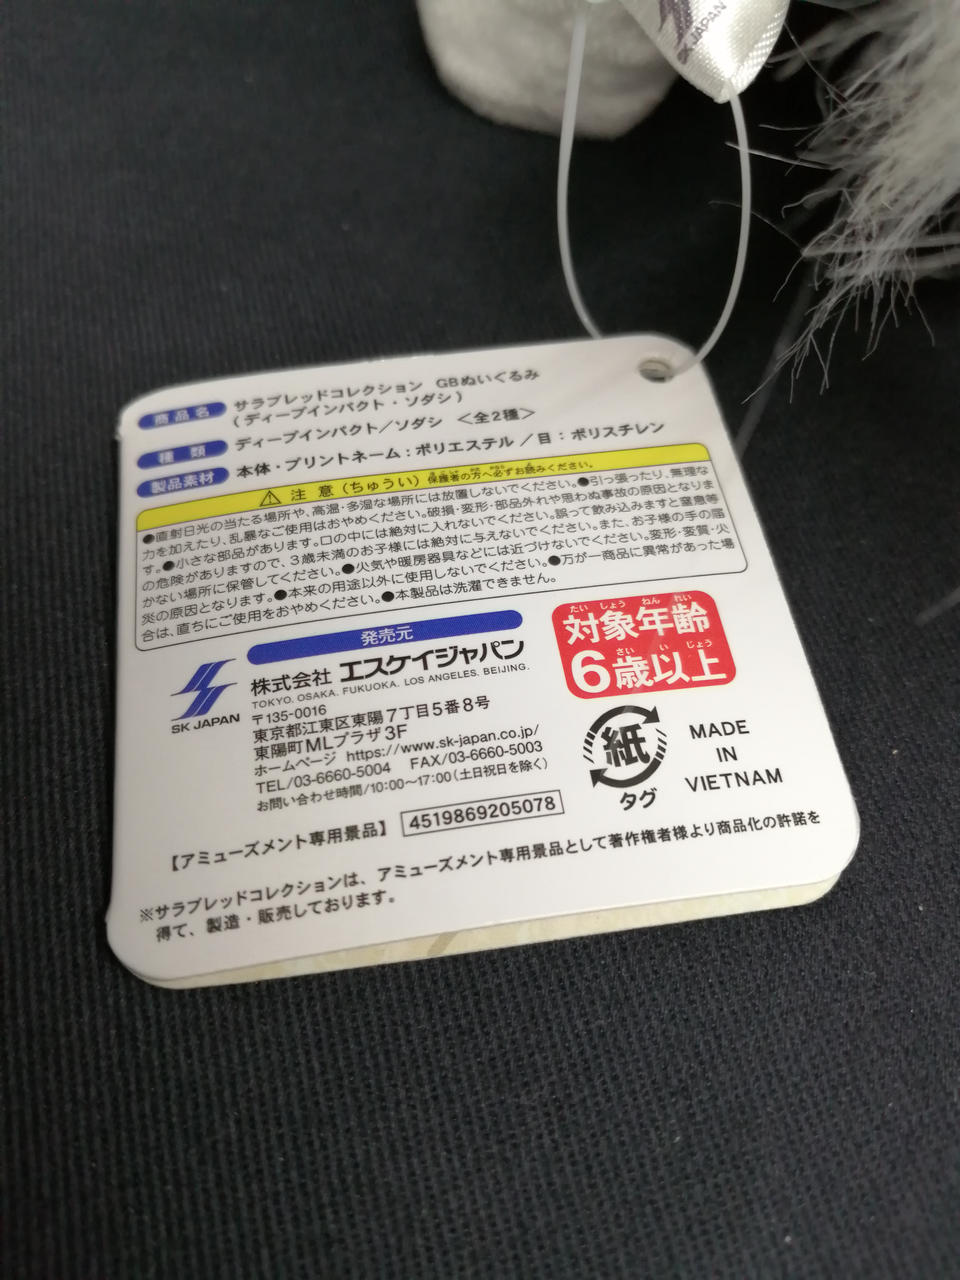 JAPAN
商品名 サラブレッドコレクション GBぬいぐるみ
(ディープインパクト・ソダシ)
種類 ディープインパクト/ソダシ <全2種>
製品素材 本体・プリントネーム:ポリエステル/目:ポリスチレン
⚠注意(ちゅうい)保護者の方へ必ずお読みください。
●直射日光の当たる場所や、高温・多湿な場所には放置しないでください。●引っ張ったり、無理な
力を加えたり、乱暴なご使用はおやめください。破損・変形・部品外れや思わぬ事故の原因となりま
す。●小さな部品があります。口の中には絶対に入れないでください。誤って飲み込みますと窒息等
の危険がありますので、3歳未満のお子様には絶対に与えないでください。また、お子様の手の届
かない場所に保管してください。●火気や暖房器具などには近づけないでください。変形・変質・火
災の原因となります。●本来の用途以外に使用しないでください。●万が一商品に異常があった場
合は、直ちにご使用をおやめください。●本製品は洗濯できません。
発売元
SK JAPAN
株式会社 エスケイジャパン
TOKYO. OSAKA. FUKUOKA. LOS ANGELES. BEIJING.
〒135-0016
東京都江東区東陽7丁目5番8号
東陽町MLプラザ3F
ホームページ https://www.sk-japan.co.jp/
TEL/03-6660-5004 FAX/03-6660-5003
お問い合わせ時間/10:00〜17:00(土日祝日を除く)
たいしょうねんれい
対象年齢
さいいじょう
6歳以上
紙
タグ
MADE
IN
VIETNAM
【アミューズメント専用景品】 4519869205078
※サラブレッドコレクションは、アミューズメント専用景品として著作権者様より商品化の許諾を
得て、製造・販売しております。